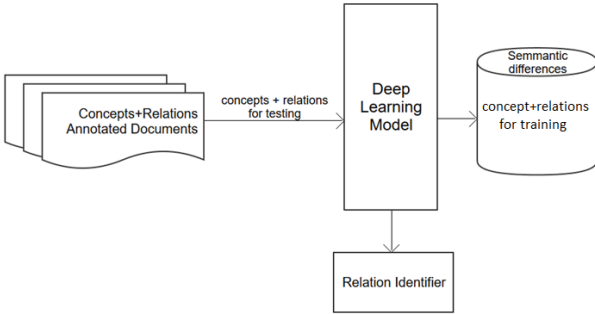 Concepts+Relations
Annotated Documents
concepts + relations
for testing
Deep
Learning
Model
Semmantic
differences
concept+relations
for training
Relation Identifier